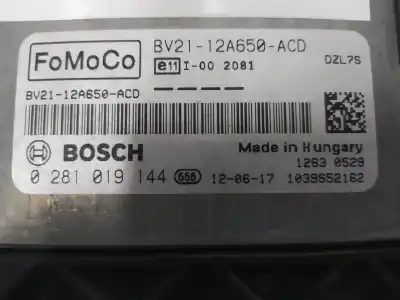 FoMoCo
BV21-12A650-ACD
e11 I-00 2081
DZL7S
BV21-12A650-ACD
BOSCH
Made in Hungary
1263 0529
0 281 019 144 658 12-06-17 1039S52162